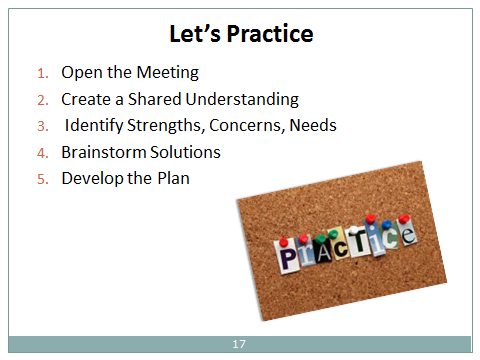 Let's Practice
1. Open the Meeting
2. Create a Shared Understanding
3. Identify Strengths, Concerns, Needs
4. Brainstorm Solutions
5. Develop the Plan
PrACTicE
17